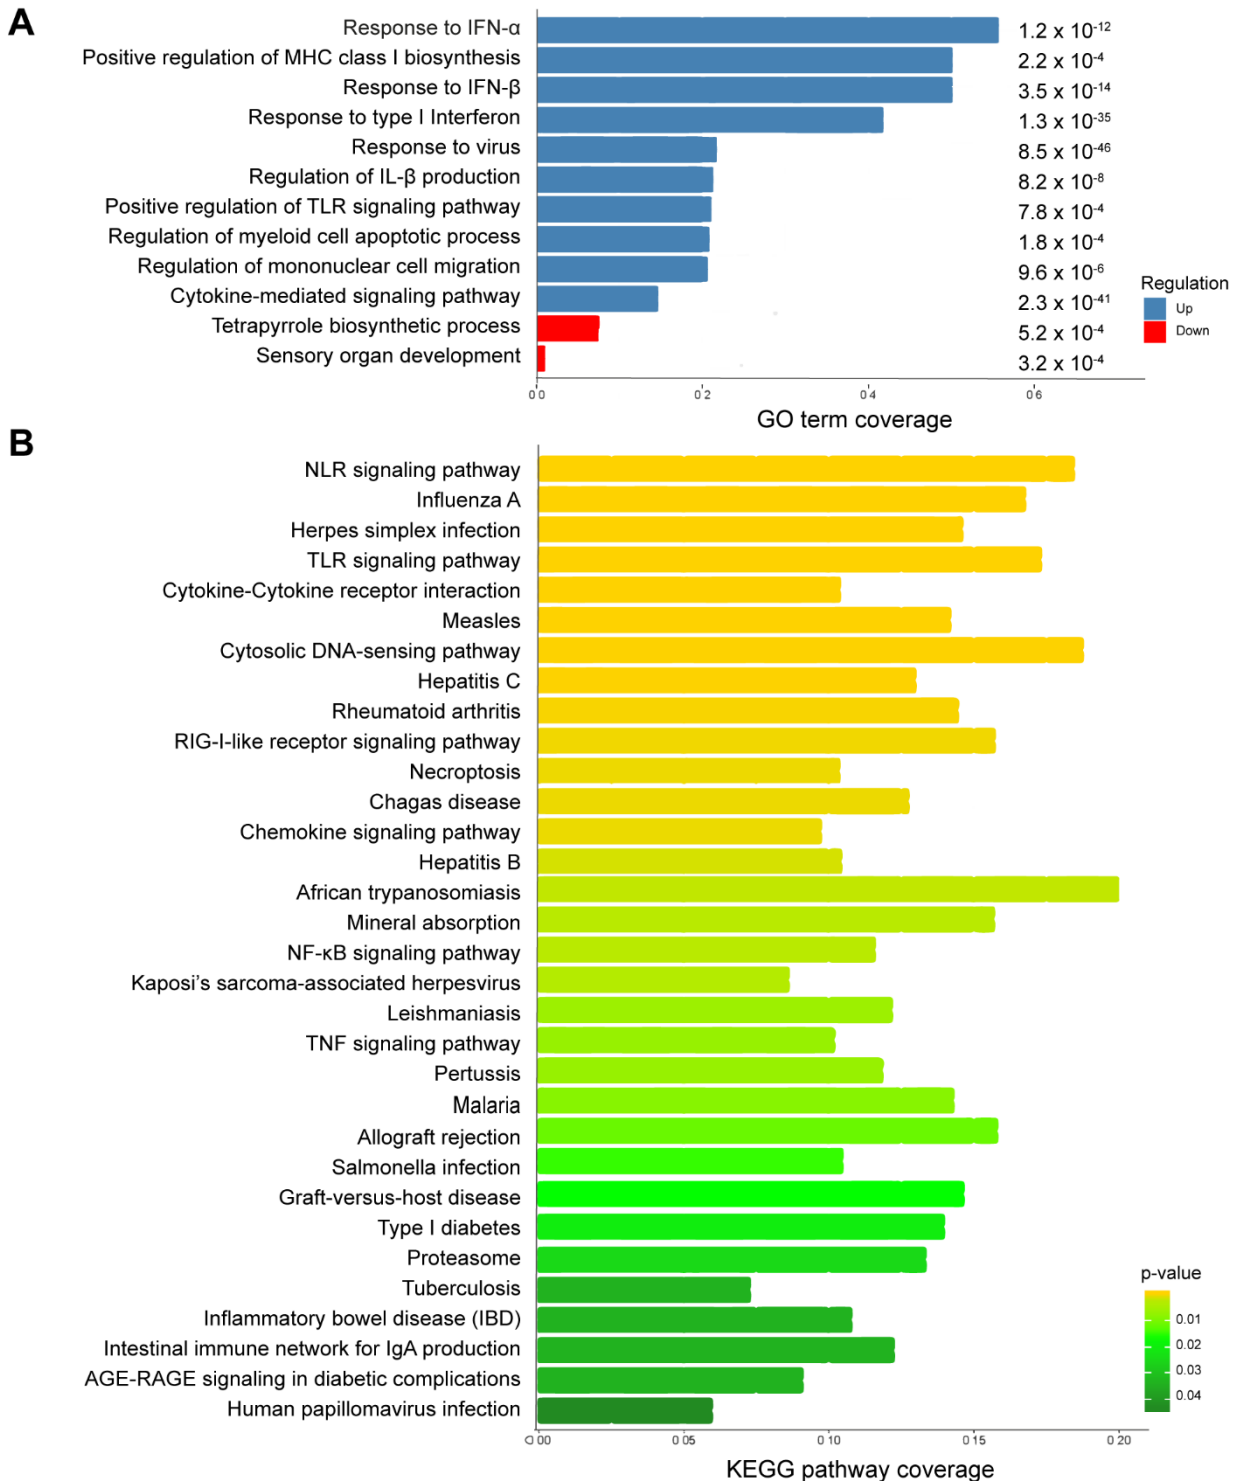 A
Response to IFN-α 1.2 x 10⁻¹²
Positive regulation of MHC class I biosynthesis 2.2 x 10⁻⁴
Response to IFN-β 3.5 x 10⁻¹⁴
Response to type I Interferon 1.3 x 10⁻³⁵
Response to virus 8.5 x 10⁻⁴⁶
Regulation of IL-β production 8.2 x 10⁻⁸
Positive regulation of TLR signaling pathway 7.8 x 10⁻⁴
Regulation of myeloid cell apoptotic process 1.8 x 10⁻⁴
Regulation of mononuclear cell migration 9.6 x 10⁻⁶
Cytokine-mediated signaling pathway 2.3 x 10⁻⁴¹
Tetrapyrrole biosynthetic process 5.2 x 10⁻⁴
Sensory organ development 3.2 x 10⁻⁴
Regulation
Up
Down
0 0 0 2 0 4 0 6
GO term coverage
B
NLR signaling pathway
Influenza A
Herpes simplex infection
TLR signaling pathway
Cytokine-Cytokine receptor interaction
Measles
Cytosolic DNA-sensing pathway
Hepatitis C
Rheumatoid arthritis
RIG-I-like receptor signaling pathway
Necroptosis
Chagas disease
Chemokine signaling pathway
Hepatitis B
African trypanosomiasis
Mineral absorption
NF-κB signaling pathway
Kaposi's sarcoma-associated herpesvirus
Leishmaniasis
TNF signaling pathway
Pertussis
Malaria
Allograft rejection
Salmonella infection
Graft-versus-host disease
Type I diabetes
Proteasome
Tuberculosis
Inflammatory bowel disease (IBD)
Intestinal immune network for IgA production
AGE-RAGE signaling in diabetic complications
Human papillomavirus infection
p-value
0.01
0.02
0.03
0.04
0 00 0 05 0 10 0 15 0 20
KEGG pathway coverage